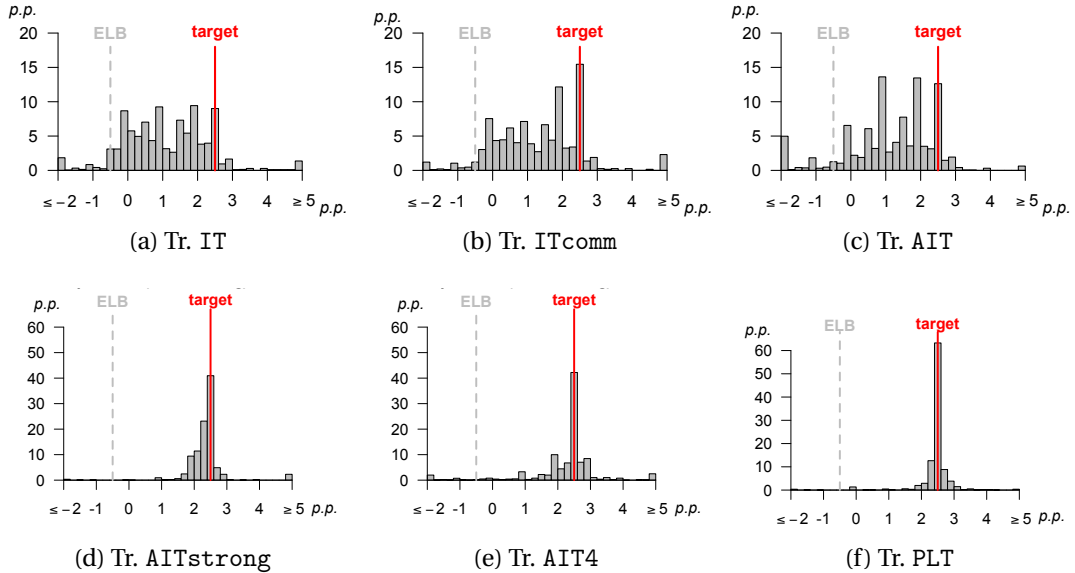 p.p.
20
15
10
5
0
ELB
target
≤ −2 -1 0 1 2 3 ≥ 5 p.p.
(a) Tr. IT
p.p.
20
15
10
5
0
ELB
target
≤ −2 -1 0 1 2 3 ≥ 5 p.p.
(b) Tr. ITcomm
p.p.
20
15
10
5
0
ELB
target
≤ −2 -1 0 1 2 3 ≥ 5 p.p.
(c) Tr. AIT
p.p.
60
50
40
30
20
10
0
ELB
target
≤ −2 -1 0 1 2 3 4 ≥ 5 p.p.
(d) Tr. AITstrong
p.p.
60
50
40
30
20
10
0
ELB
target
≤ −2 -1 0 1 2 3 4 ≥ 5 p.p.
(e) Tr. AIT4
p.p.
60
50
40
30
20
10
0
ELB
target
≤ −2 -1 0 1 2 3 4 ≥ 5 p.p.
(f) Tr. PLT